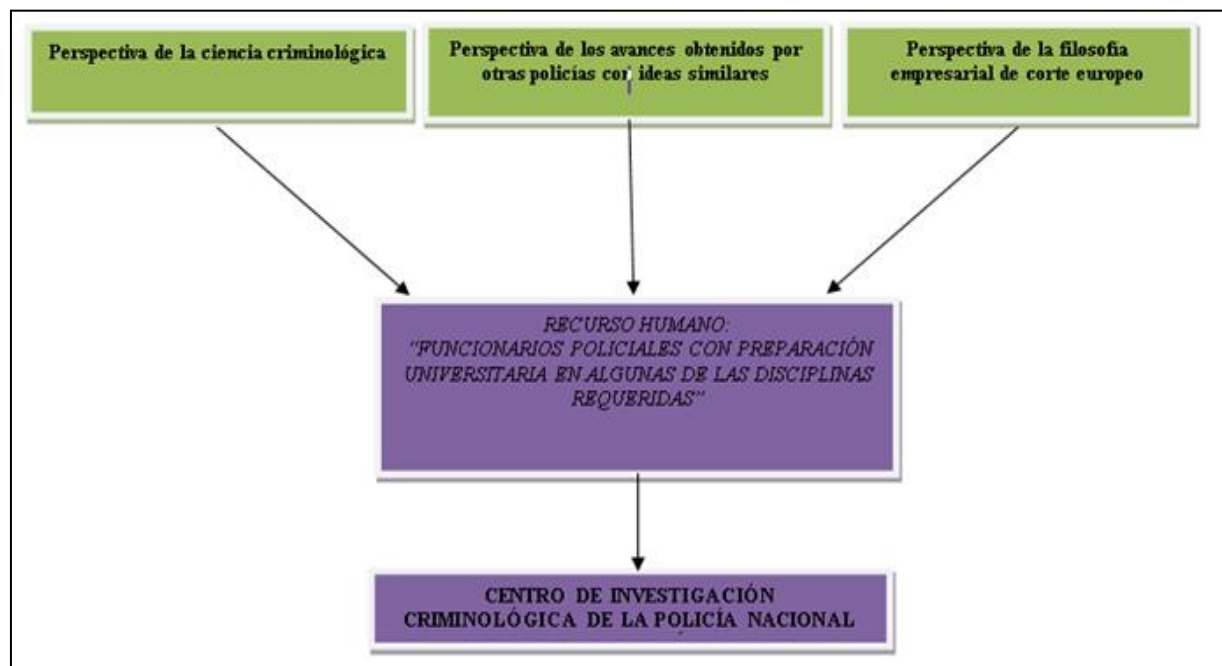 Perspectiva de la ciencia criminológica
Perspectiva de los avances obtenidos por
otras policías con ideas similares
Perspectiva de la filosofía
empresarial de corte europeo
RECURSO HUMANO:
“FUNCIONARIOS POLICIALES CON PREPARACIÓN
UNIVERSITARIA EN ALGUNAS DE LAS DISCIPLINAS
REQUERIDAS”
CENTRO DE INVESTIGACIÓN
CRIMINOLÓGICA DE LA POLICÍA NACIONAL